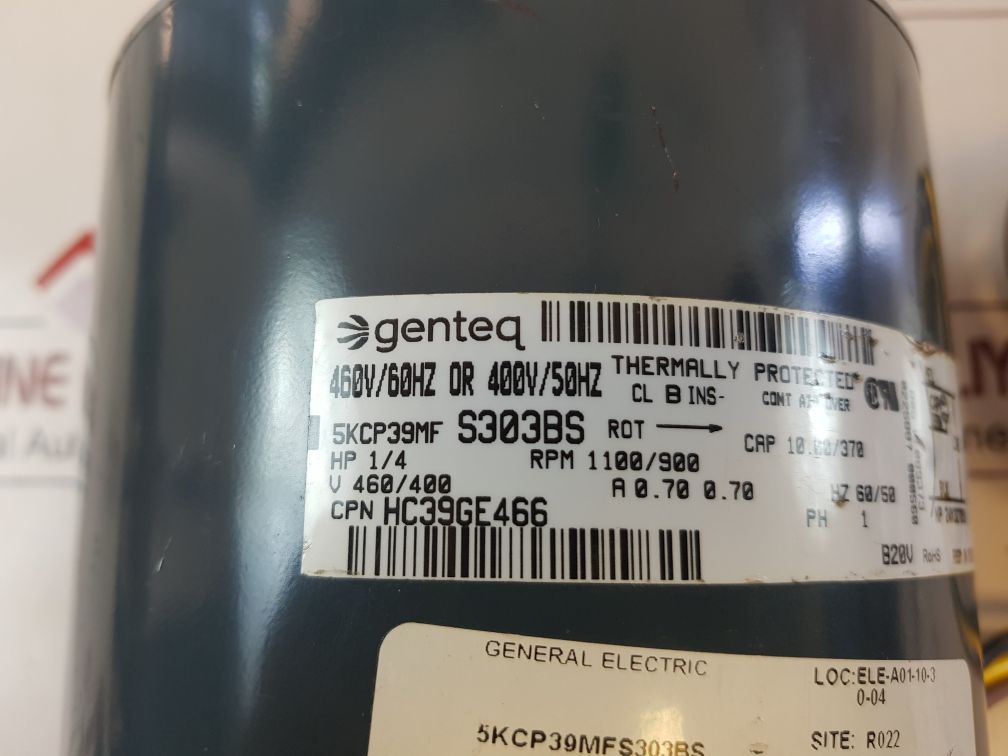 genteq
460V/60HZ OR 400V/50HZ THERMALLY PROTECTED
CL B INS- CONT AIR OVER
5KCP39MF S303BS ROT
CAP 10.00/370
HP 1/4 RPM 1100/900
V 460/400 A 0.70 0.70 HZ 60/50
CPN HC39GE466 PH 1
820V RoHS
GENERAL ELECTRIC LOC:ELE-A01-10-3
0-04
5KCP39MFS303BS SITE: R022